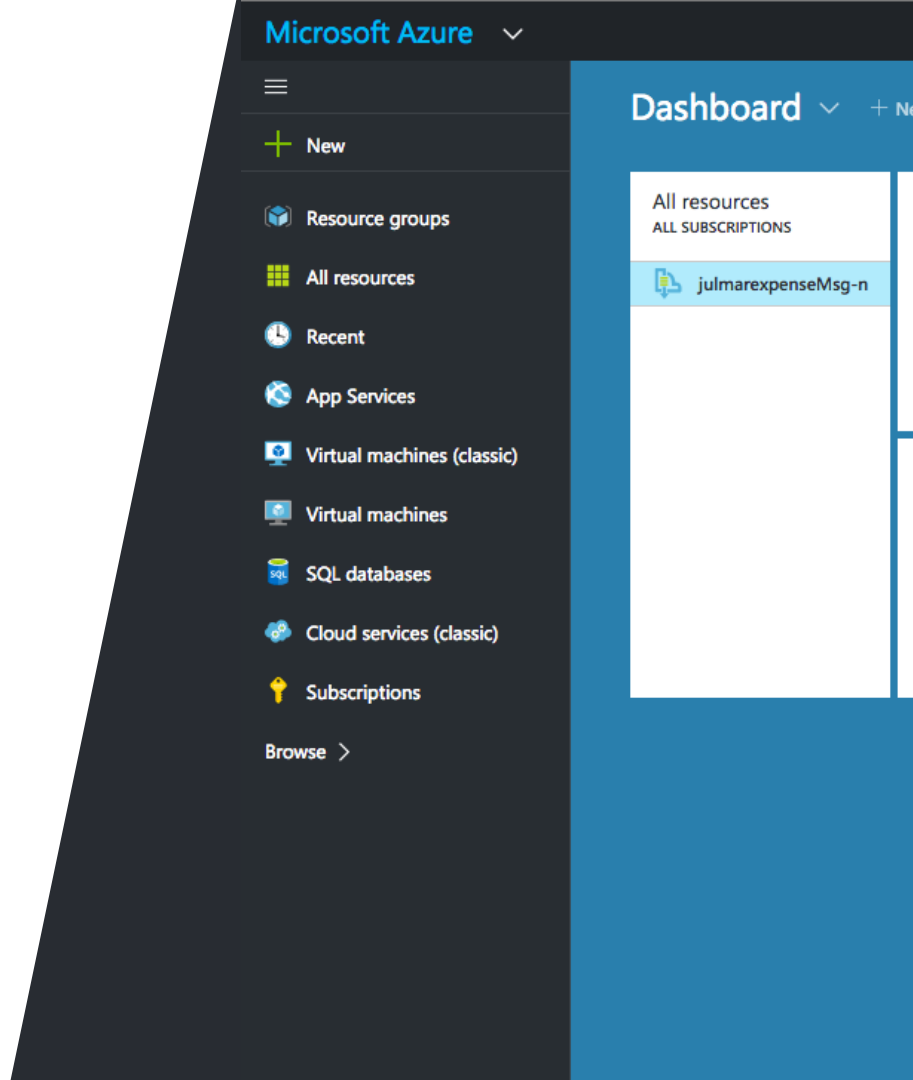 Microsoft Azure
New
Resource groups
All resources
Recent
App Services
Virtual machines (classic)
Virtual machines
SQL databases
Cloud services (classic)
Subscriptions
Browse
Dashboard
All resources
ALL SUBSCRIPTIONS
julmarexpenseMsg-n